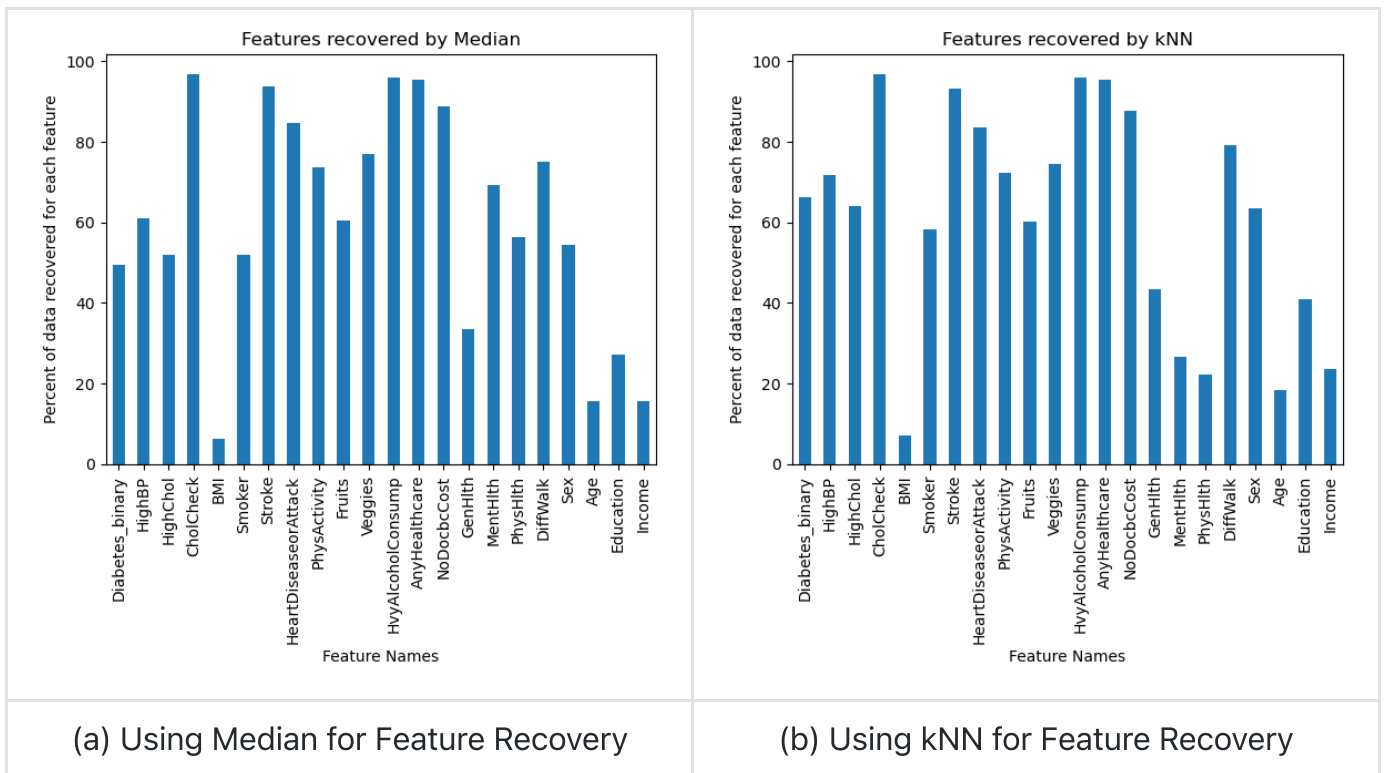 Features recovered by Median
Percent of data recovered for each feature
100
80
60
40
20
0
Diabetes_binary
HighBP
HighChol
CholCheck
BMI
Smoker
Stroke
HeartDiseaseorAttack
PhysActivity
Fruits
Veggies
HvyAlcoholConsump
AnyHealthcare
NoDocbcCost
GenHlth
MentHlth
PhysHlth
DiffWalk
Sex
Age
Education
Income
Feature Names
(a) Using Median for Feature Recovery
Features recovered by kNN
Percent of data recovered for each feature
100
80
60
40
20
0
Diabetes_binary
HighBP
HighChol
CholCheck
BMI
Smoker
Stroke
HeartDiseaseorAttack
PhysActivity
Fruits
Veggies
HvyAlcoholConsump
AnyHealthcare
NoDocbcCost
GenHlth
MentHlth
PhysHlth
DiffWalk
Sex
Age
Education
Income
Feature Names
(b) Using kNN for Feature Recovery